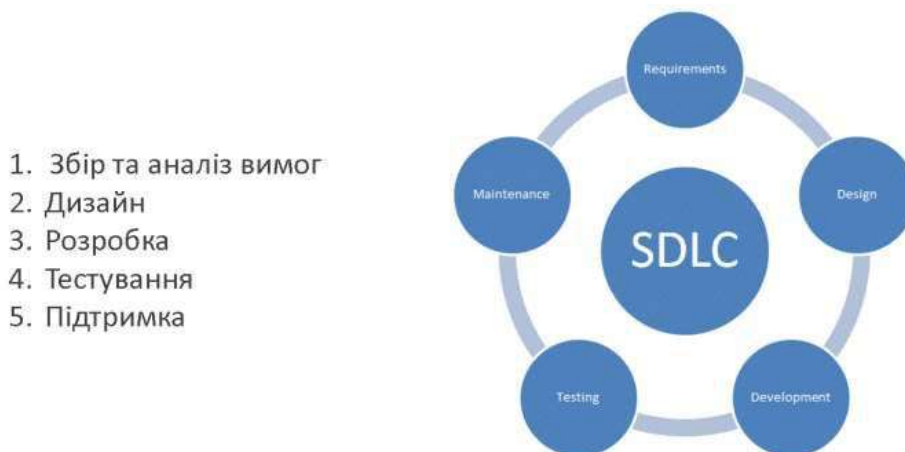 1. Збір та аналіз вимог
2. Дизайн
3. Розробка
4. Тестування
5. Підтримка
Requirements
Maintenance
Design
SDLC
Testing
Development